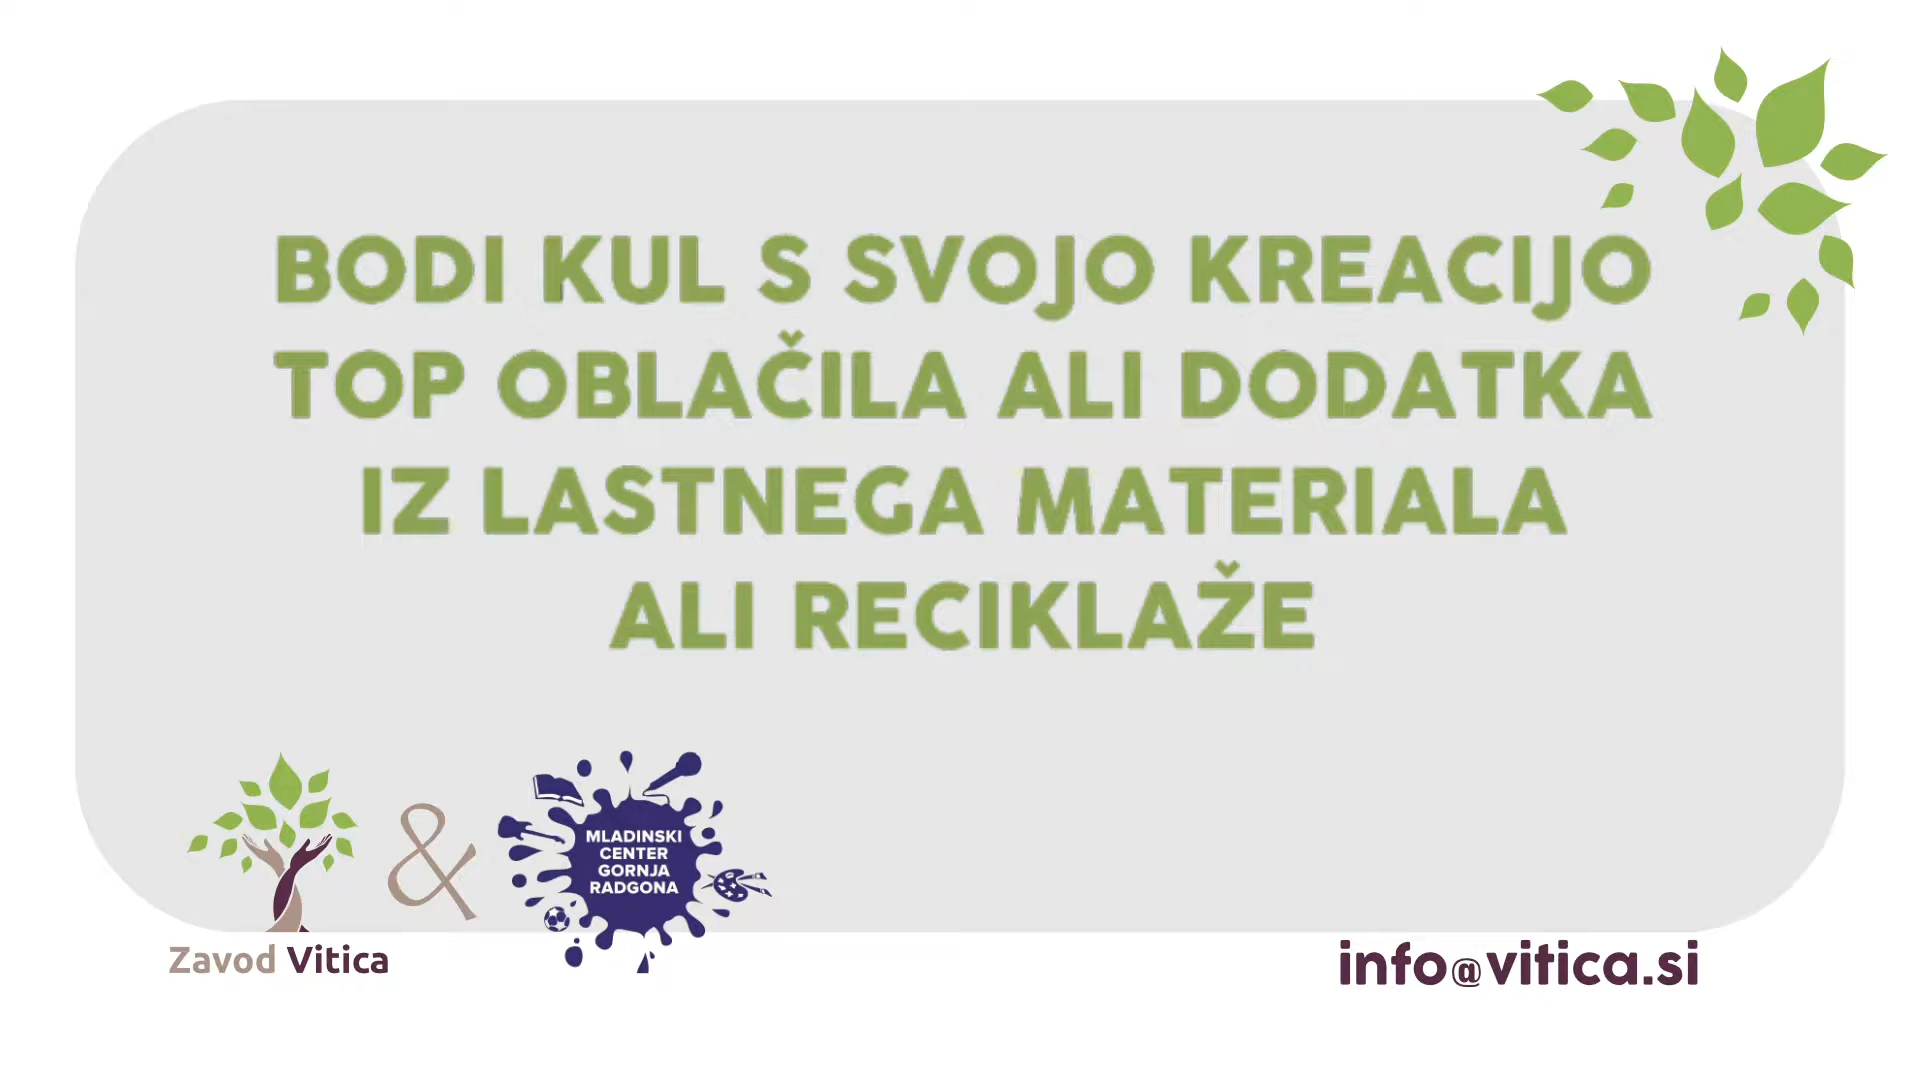 BODI KUL S SVOJO KREACIJO
TOP OBLAČILA ALI DODATKA
IZ LASTNEGA MATERIALA
ALI RECIKLAŽE
&
MLADINSKI
CENTER
GORNJA
RADGONA
Zavod Vitica
info@vitica.si